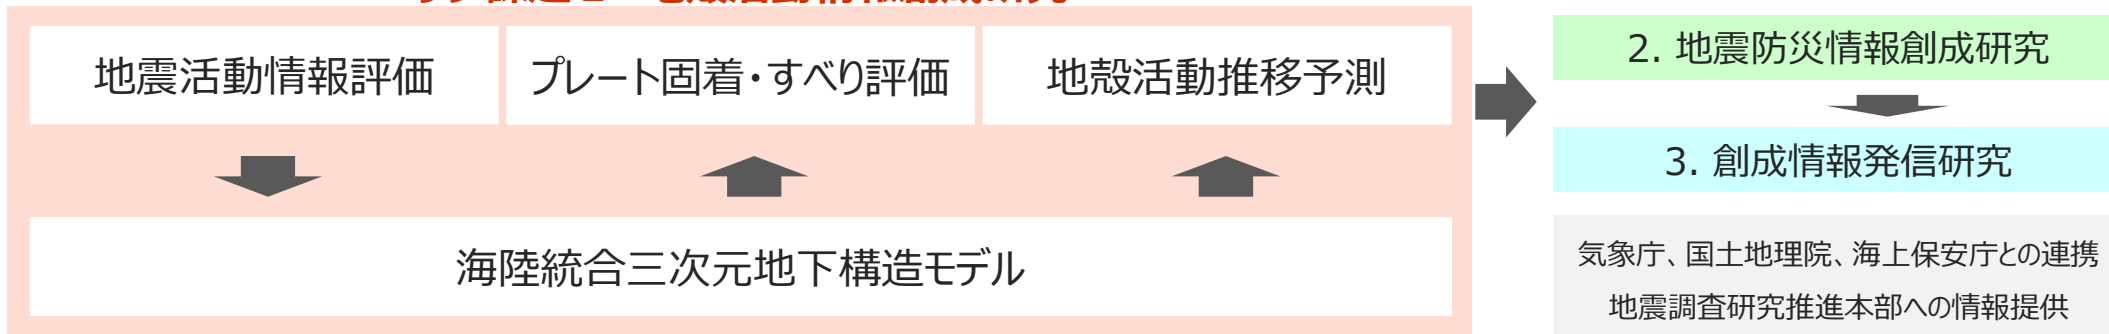 地震活動情報評価
プレート固着・すべり評価
地殻活動推移予測
海陸統合三次元地下構造モデル
2. 地震防災情報創成研究
3. 創成情報発信研究
気象庁、国土地理院、海上保安庁との連携
地震調査研究推進本部への情報提供